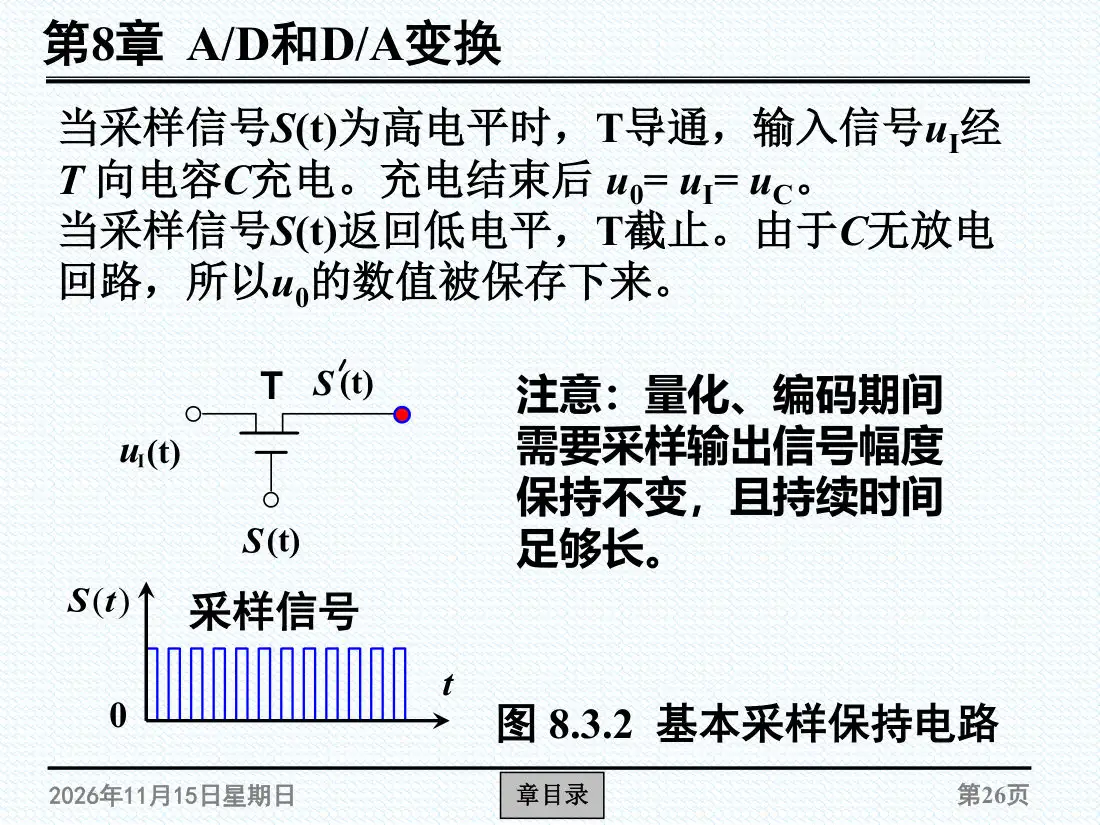 第8章 A/D和D/A变换
当采样信号S(t)为高电平时，T导通，输入信号uI经
T 向电容C充电。充电结束后 u0= uI= uC。
当采样信号S(t)返回低电平，T截止。由于C无放电
回路，所以u0的数值被保存下来。
T S′(t)
uI(t)
S(t)
注意：量化、编码期间
需要采样输出信号幅度
保持不变，且持续时间
足够长。
S(t) 采样信号
t
0
图 8.3.2 基本采样保持电路
2026年11月15日星期日 章目录 第26页